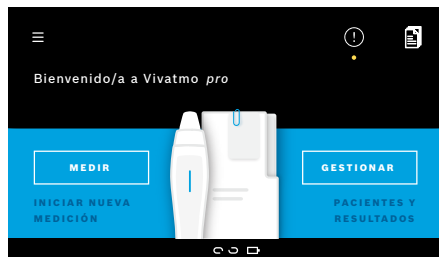 Bienvenido/a a Vivatmo pro
MEDIR
GESTIONAR
INICIAR NUEVA
MEDICIÓN
PACIENTES Y
RESULTADOS